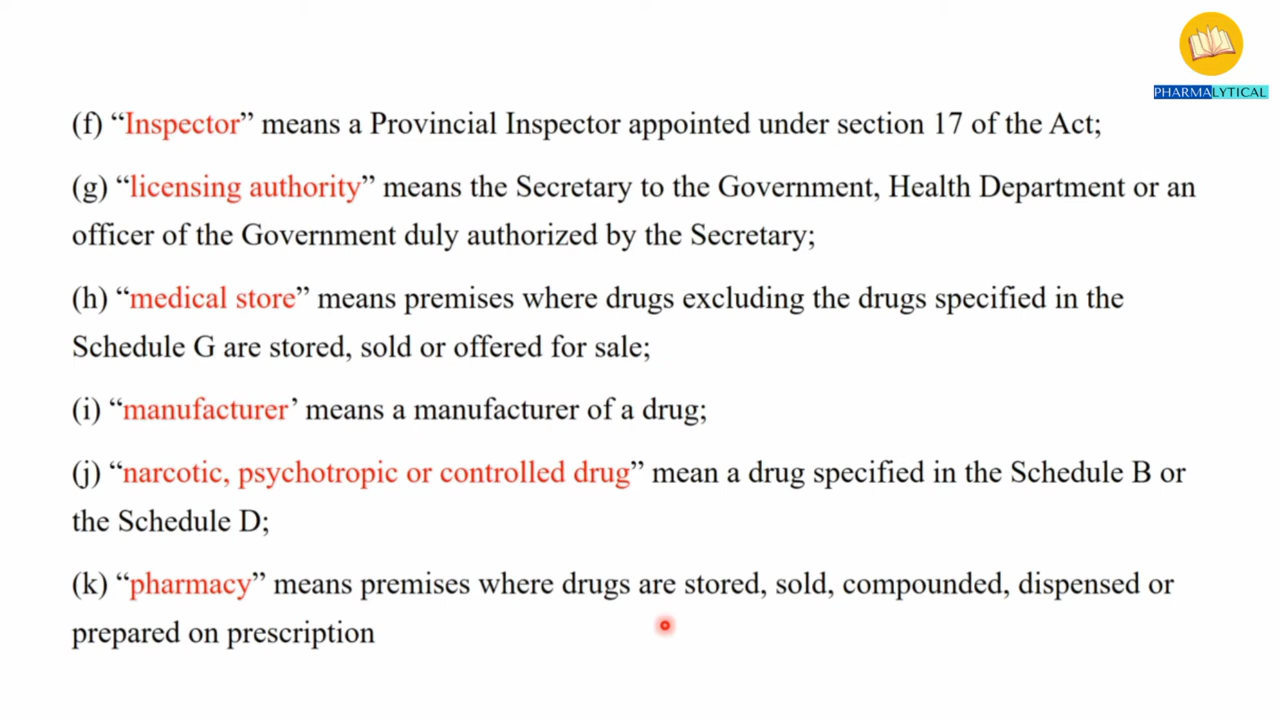 PHARMALYTICAL
(f) “Inspector” means a Provincial Inspector appointed under section 17 of the Act;
(g) “licensing authority” means the Secretary to the Government, Health Department or an
officer of the Government duly authorized by the Secretary;
(h) “medical store” means premises where drugs excluding the drugs specified in the
Schedule G are stored, sold or offered for sale;
(i) “manufacturer’ means a manufacturer of a drug;
(j) “narcotic, psychotropic or controlled drug” mean a drug specified in the Schedule B or
the Schedule D;
(k) “pharmacy” means premises where drugs are stored, sold, compounded, dispensed or
prepared on prescription